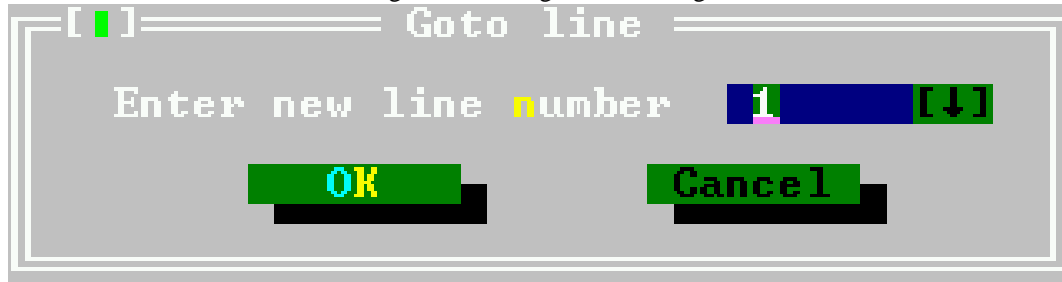 [▮] Goto line
Enter new line number 1 [↓]
OK Cancel